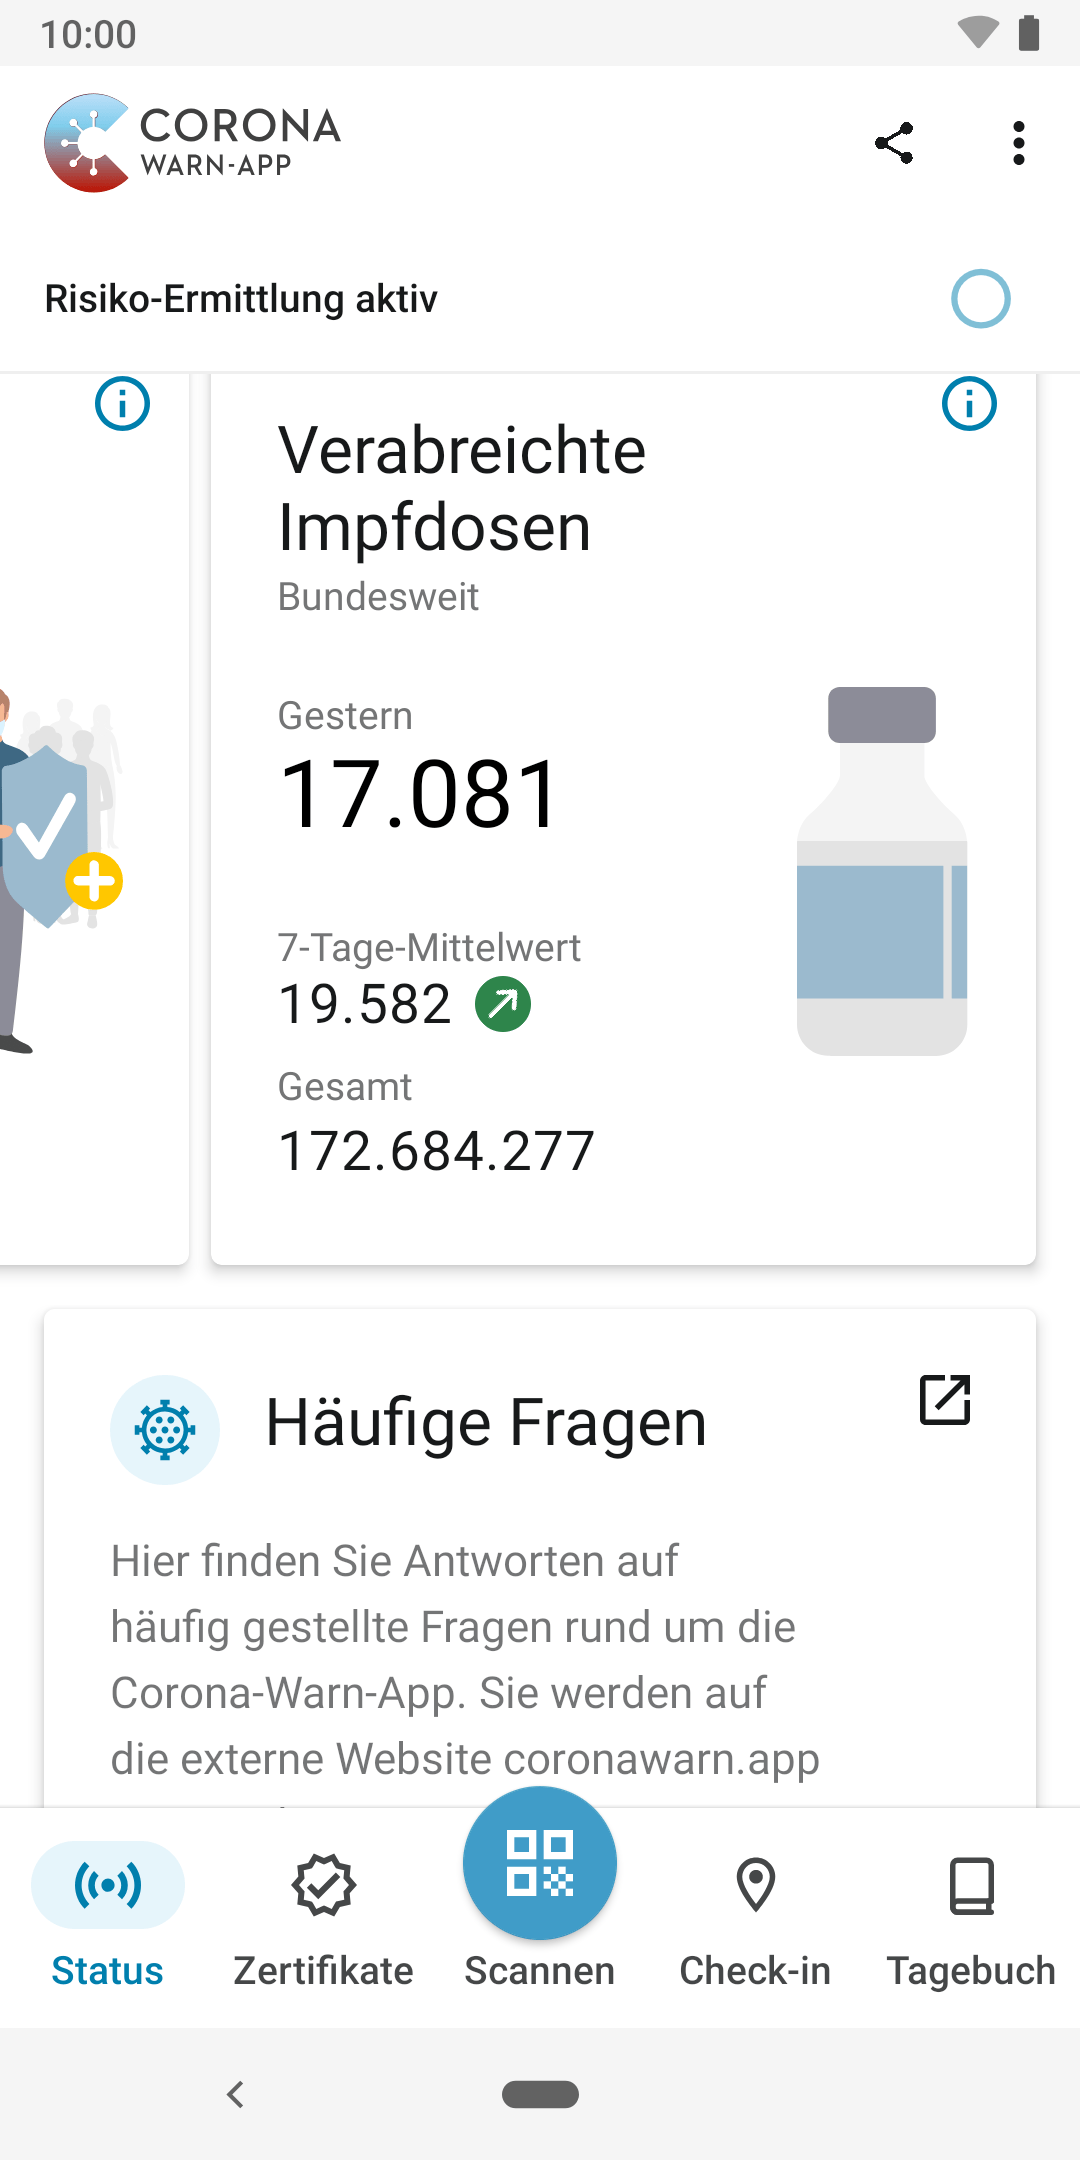 10:00
CORONA
WARN-APP
Risiko-Ermittlung aktiv
Verabreichte
Impfdosen
Bundesweit
Gestern
17.081
7-Tage-Mittelwert
19.582
Gesamt
172.684.277
Häufige Fragen
Hier finden Sie Antworten auf
häufig gestellte Fragen rund um die
Corona-Warn-App. Sie werden auf
die externe Website coronawarn.app
Status
Zertifikate
Scannen
Check-in
Tagebuch